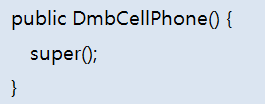 public DmbCellPhone() {
super();
}